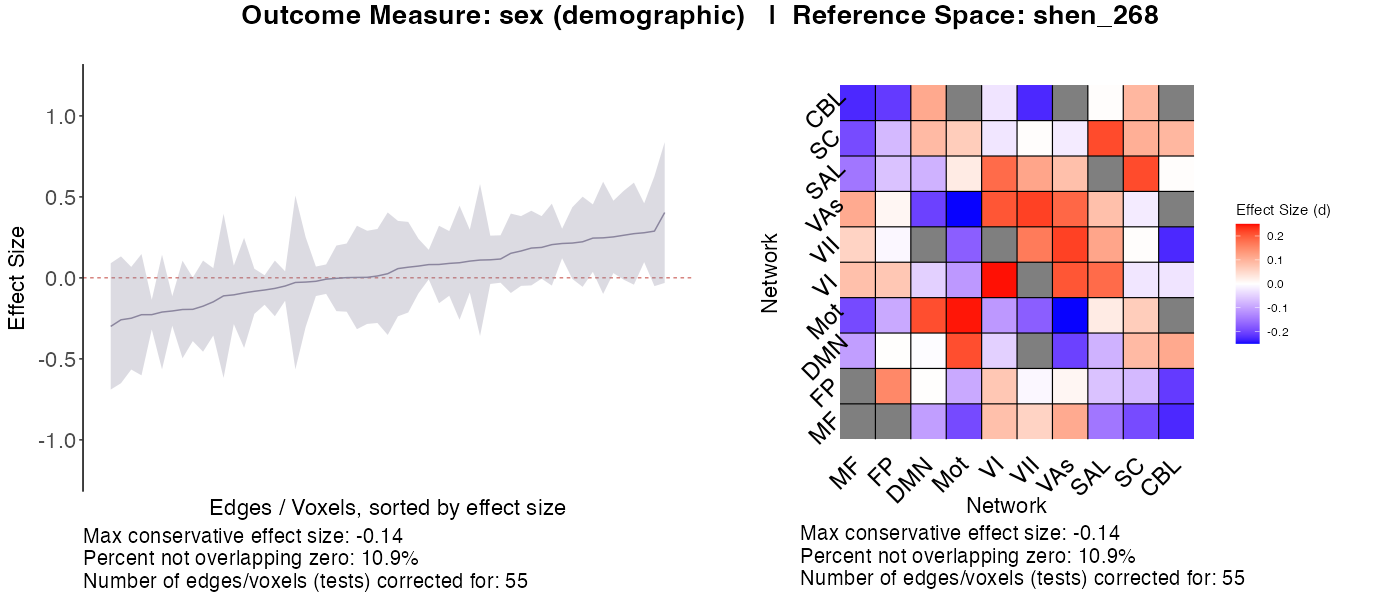 Outcome Measure: sex (demographic) | Reference Space: shen_268
Effect Size
1.0
0.5
0.0
-0.5
-1.0
Edges / Voxels, sorted by effect size
Max conservative effect size: -0.14
Percent not overlapping zero: 10.9%
Number of edges/voxels (tests) corrected for: 55
Network
CBL
SC
SAL
VAs
VII
VI
Mot
DMN
FP
MF
MF
FP
DMN
Mot
VI
VII
VAs
SAL
SC
CBL
Network
Effect Size (d)
0.2
0.1
0.0
-0.1
-0.2
Max conservative effect size: -0.14
Percent not overlapping zero: 10.9%
Number of edges/voxels (tests) corrected for: 55